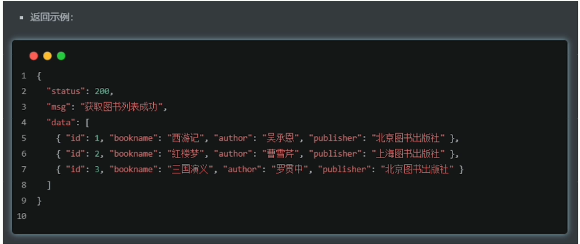 ▪ 返回示例：
1 {
2   "status": 200,
3   "msg": "获取图书列表成功",
4   "data": [
5     { "id": 1, "bookname": "西游记", "author": "吴承恩", "publisher": "北京图书出版社" },
6     { "id": 2, "bookname": "红楼梦", "author": "曹雪芹", "publisher": "上海图书出版社" },
7     { "id": 3, "bookname": "三国演义", "author": "罗贯中", "publisher": "北京图书出版社" }
8   ]
9 }
10